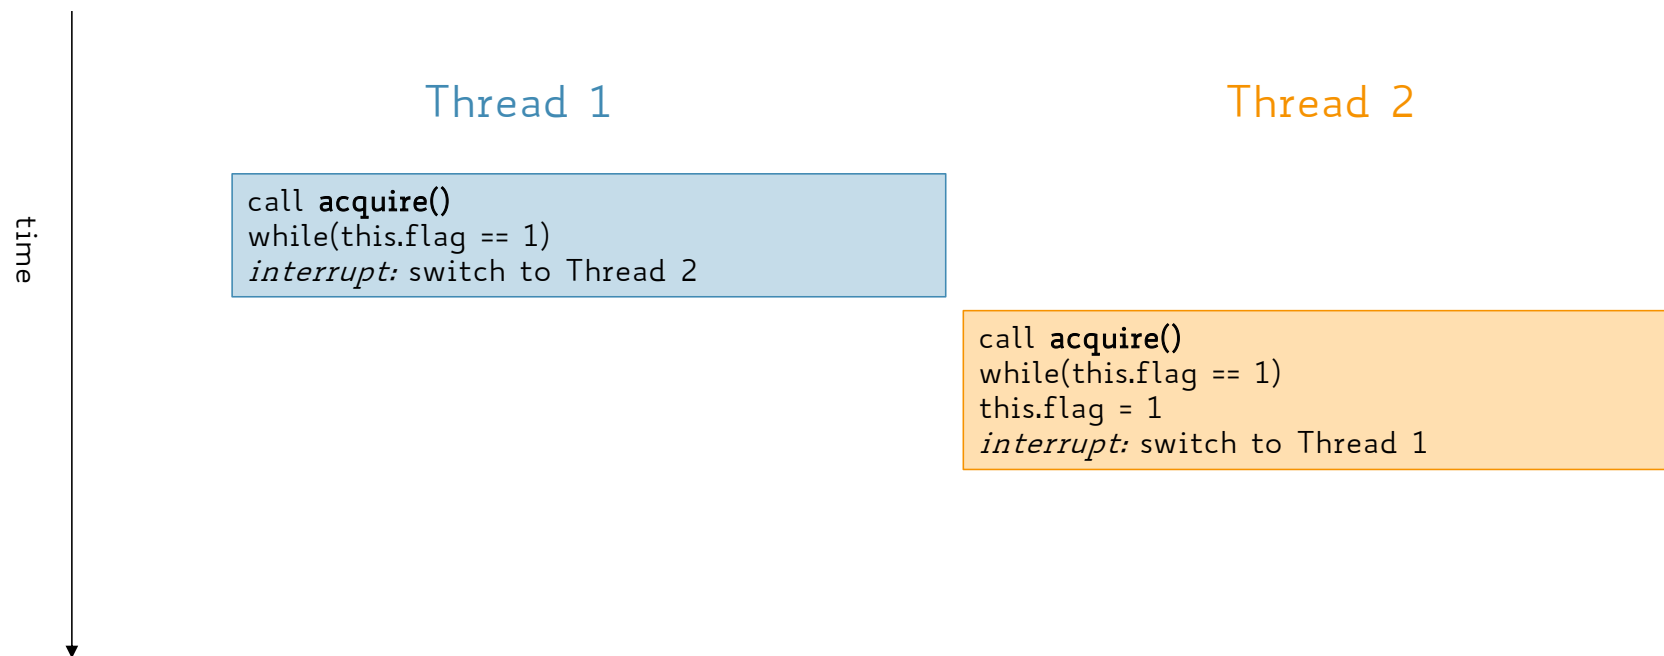 time
Thread 1
Thread 2
call acquire()
while(this.flag == 1)
interrupt: switch to Thread 2
call acquire()
while(this.flag == 1)
this.flag = 1
interrupt: switch to Thread 1